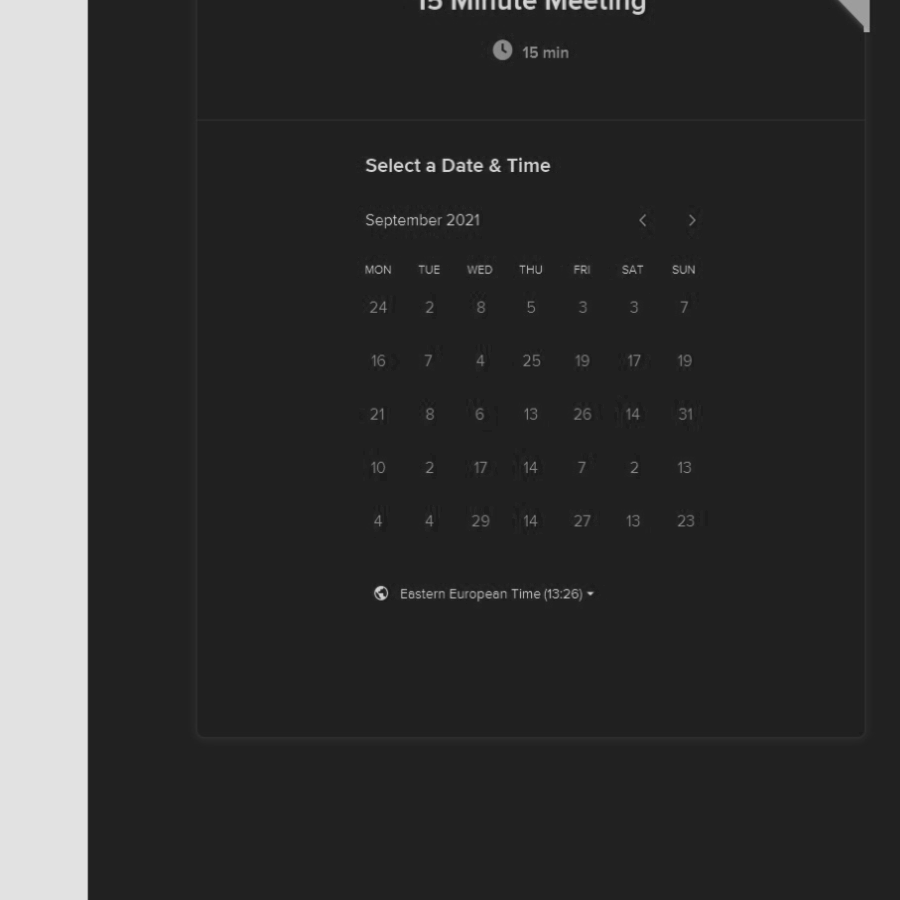 15 Minute Meeting
15 min
Select a Date & Time
September 2021
MON TUE WED THU FRI SAT SUN
24 2 8 5 3 3 7
16 7 4 25 19 17 19
21 8 6 13 26 14 31
10 2 17 14 7 2 13
4 4 29 14 27 13 23
Eastern European Time (13:26)